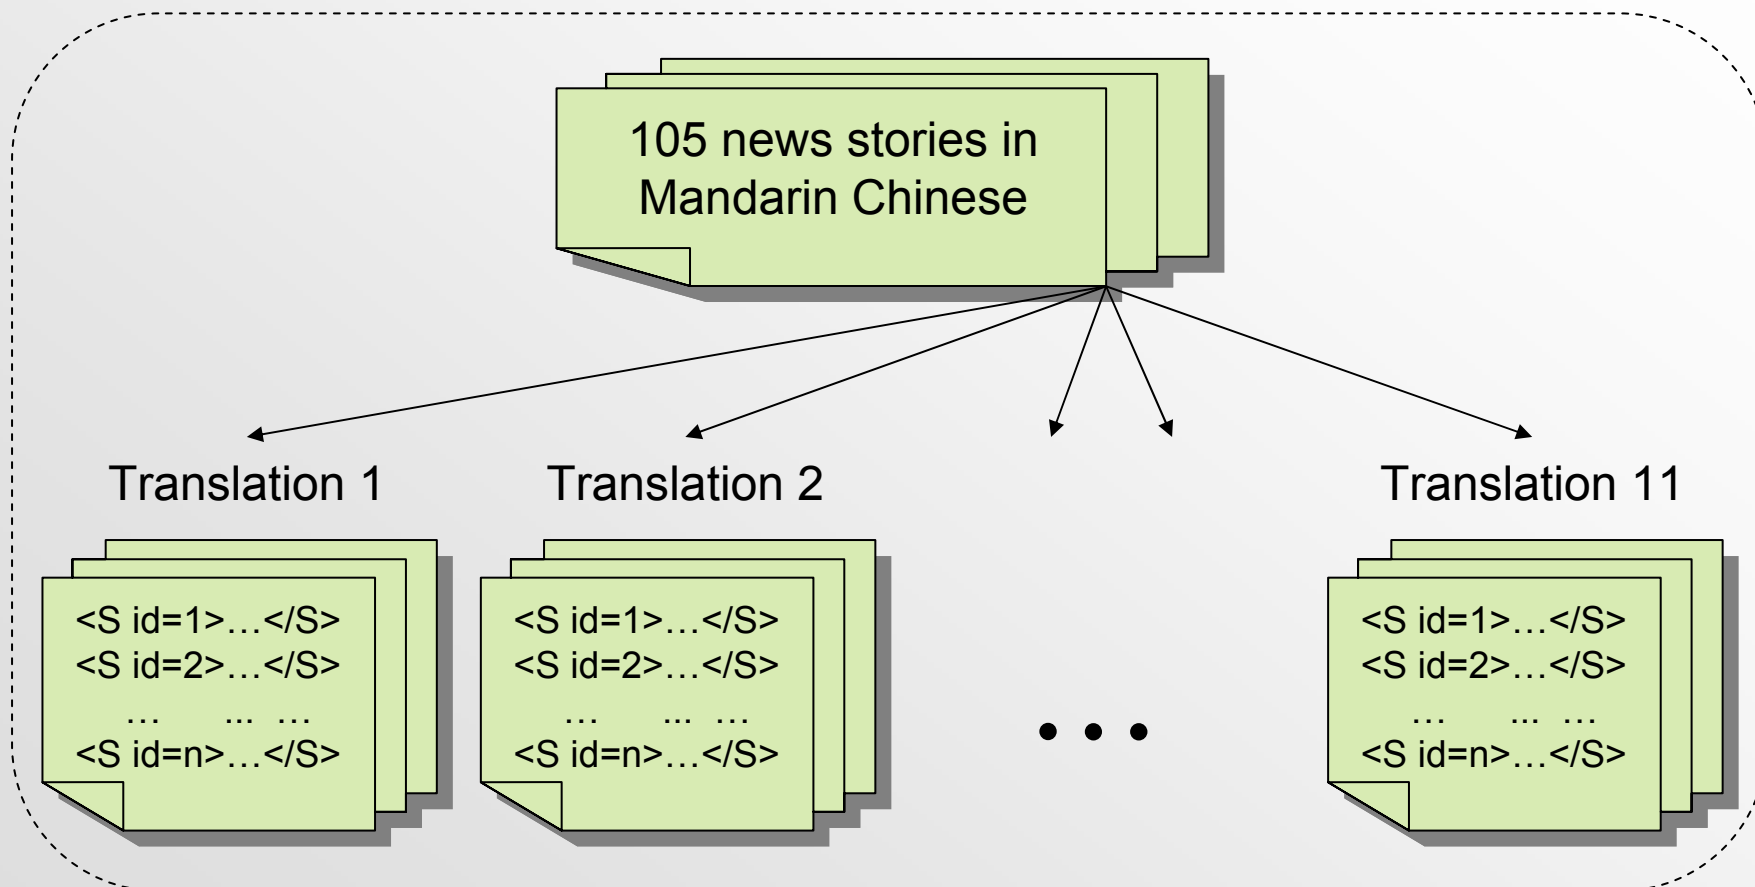 105 news stories in
Mandarin Chinese
Translation 1
Translation 2
Translation 11
<S id=1>…</S>
<S id=2>…</S>
… ... …
<S id=n>…</S>
<S id=1>…</S>
<S id=2>…</S>
… ... …
<S id=n>…</S>
• • •
<S id=1>…</S>
<S id=2>…</S>
… ... …
<S id=n>…</S>